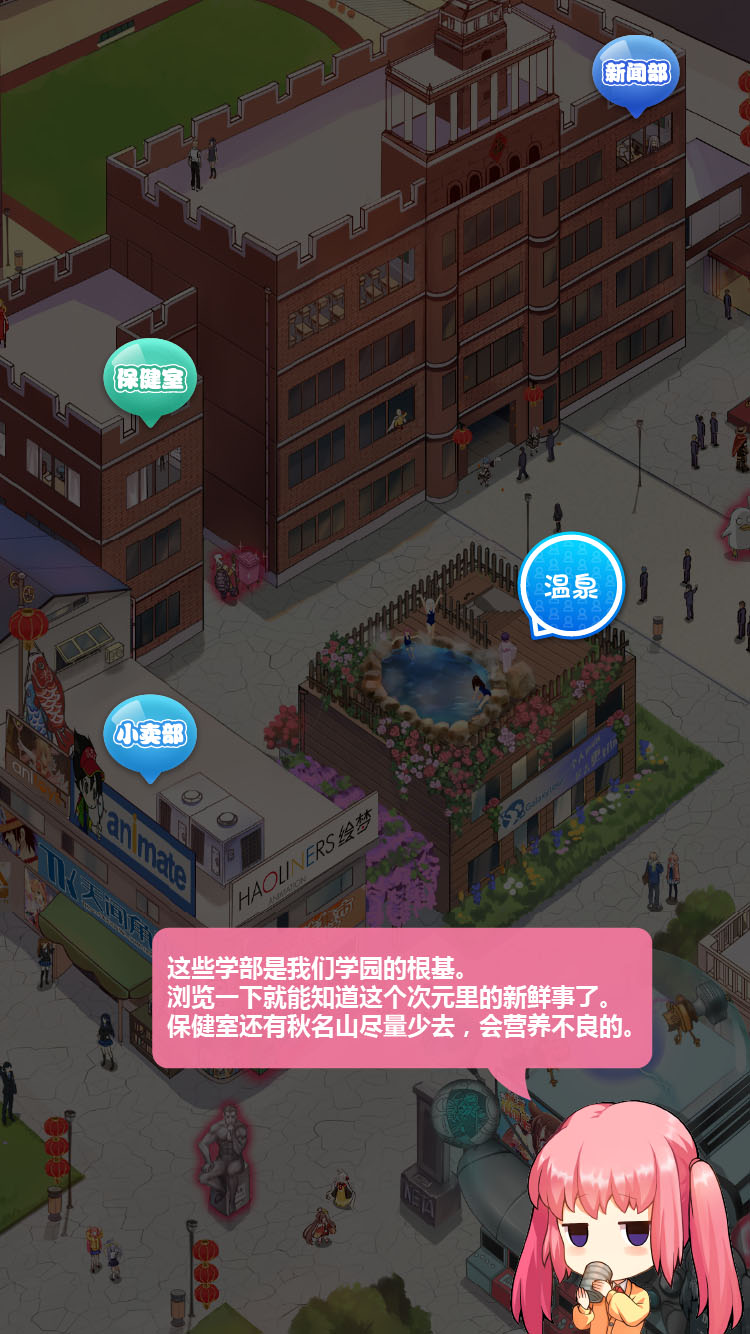 新闻部
保健室
温泉
小卖部
ani
animate
HAOLINERS 绘梦
ANIMATION
这些学部是我们学园的根基。
浏览一下就能知道这个次元里的新鲜事了。
保健室还有秋名山尽量少去，会营养不良的。